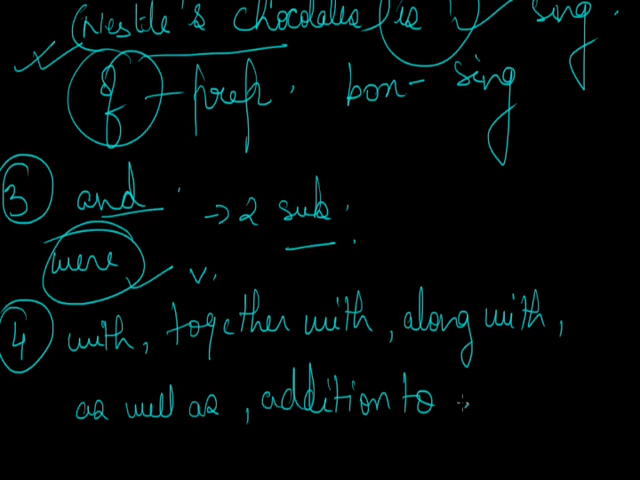 (Nestle's chocolates) is sing.
of - prep. bon- sing
③ and → 2 sub.
were v.
④ with, together with, along with,
as well as, addition to